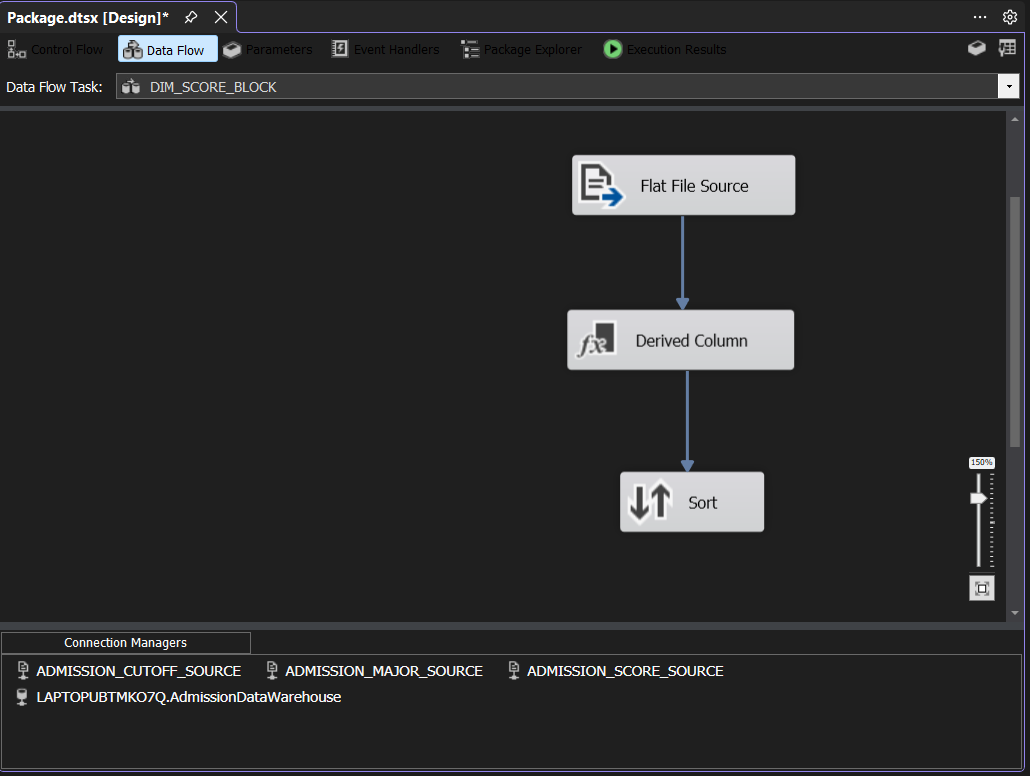 Package.dtsx [Design]*
Control Flow Data Flow Parameters Event Handlers Package Explorer Execution Results
Data Flow Task: DIM_SCORE_BLOCK
Flat File Source
Derived Column
Sort
150%
Connection Managers
ADMISSION_CUTOFF_SOURCE ADMISSION_MAJOR_SOURCE ADMISSION_SCORE_SOURCE
LAPTOPUBTMKO7Q.AdmissionDataWarehouse